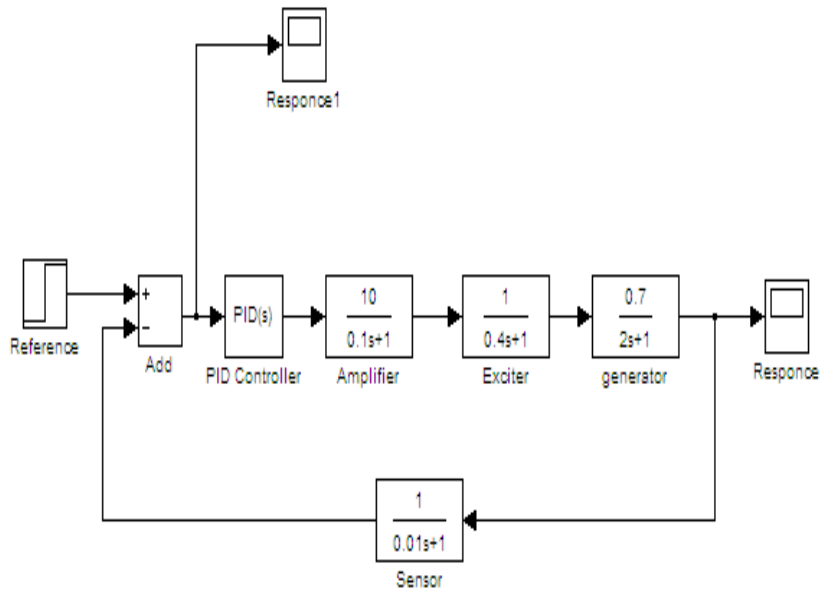 Responce1
Reference
+
−
Add
PID(s)
PID Controller
10
0.1s+1
Amplifier
1
0.4s+1
Exciter
0.7
2s+1
generator
Responce
1
0.01s+1
Sensor